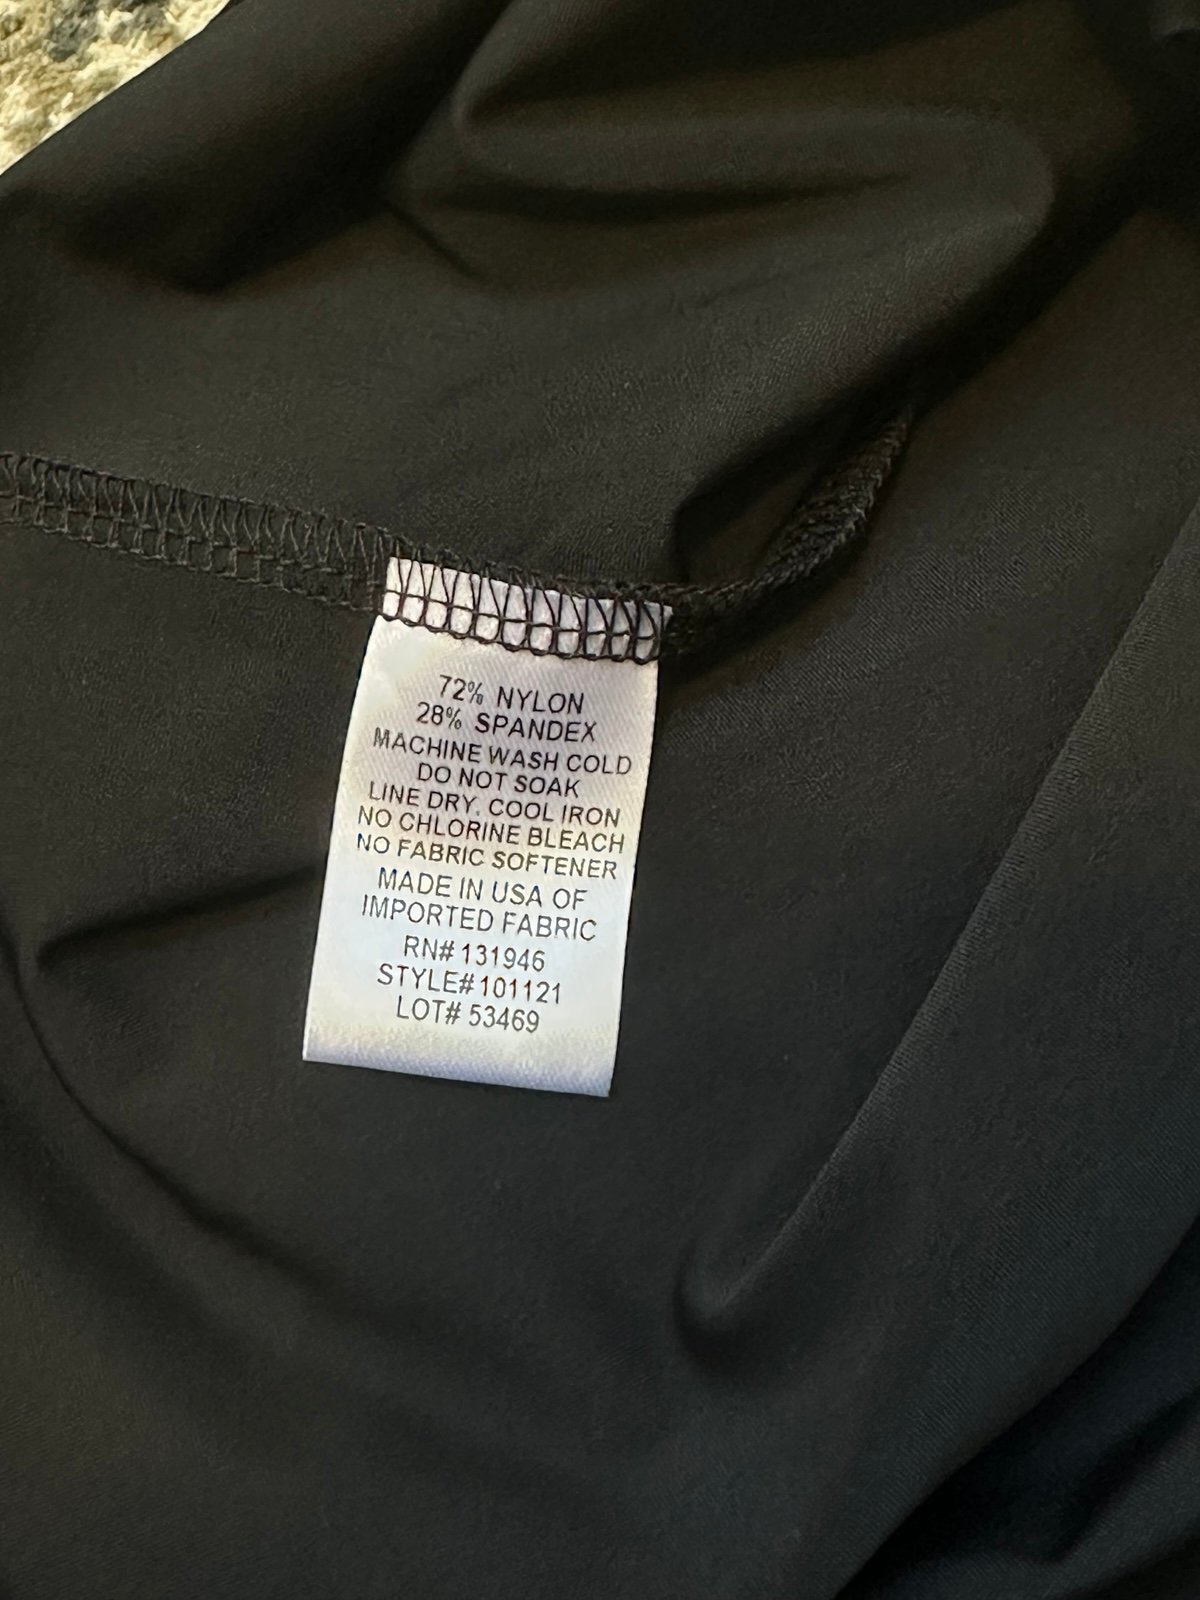 72% NYLON
28% SPANDEX
MACHINE WASH COLD
DO NOT SOAK
LINE DRY. COOL IRON
NO CHLORINE BLEACH
NO FABRIC SOFTENER
MADE IN USA OF
IMPORTED FABRIC
RN# 131946
STYLE#101121
LOT# 53469